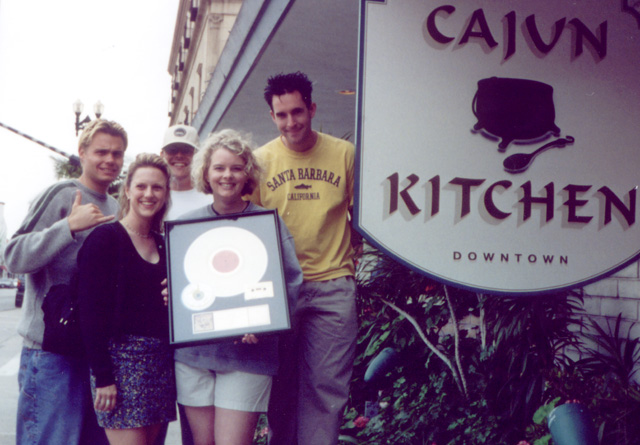 CAJUN
KITCHEN
DOWNTOWN
SANTA BARBARA
CALIFORNIA